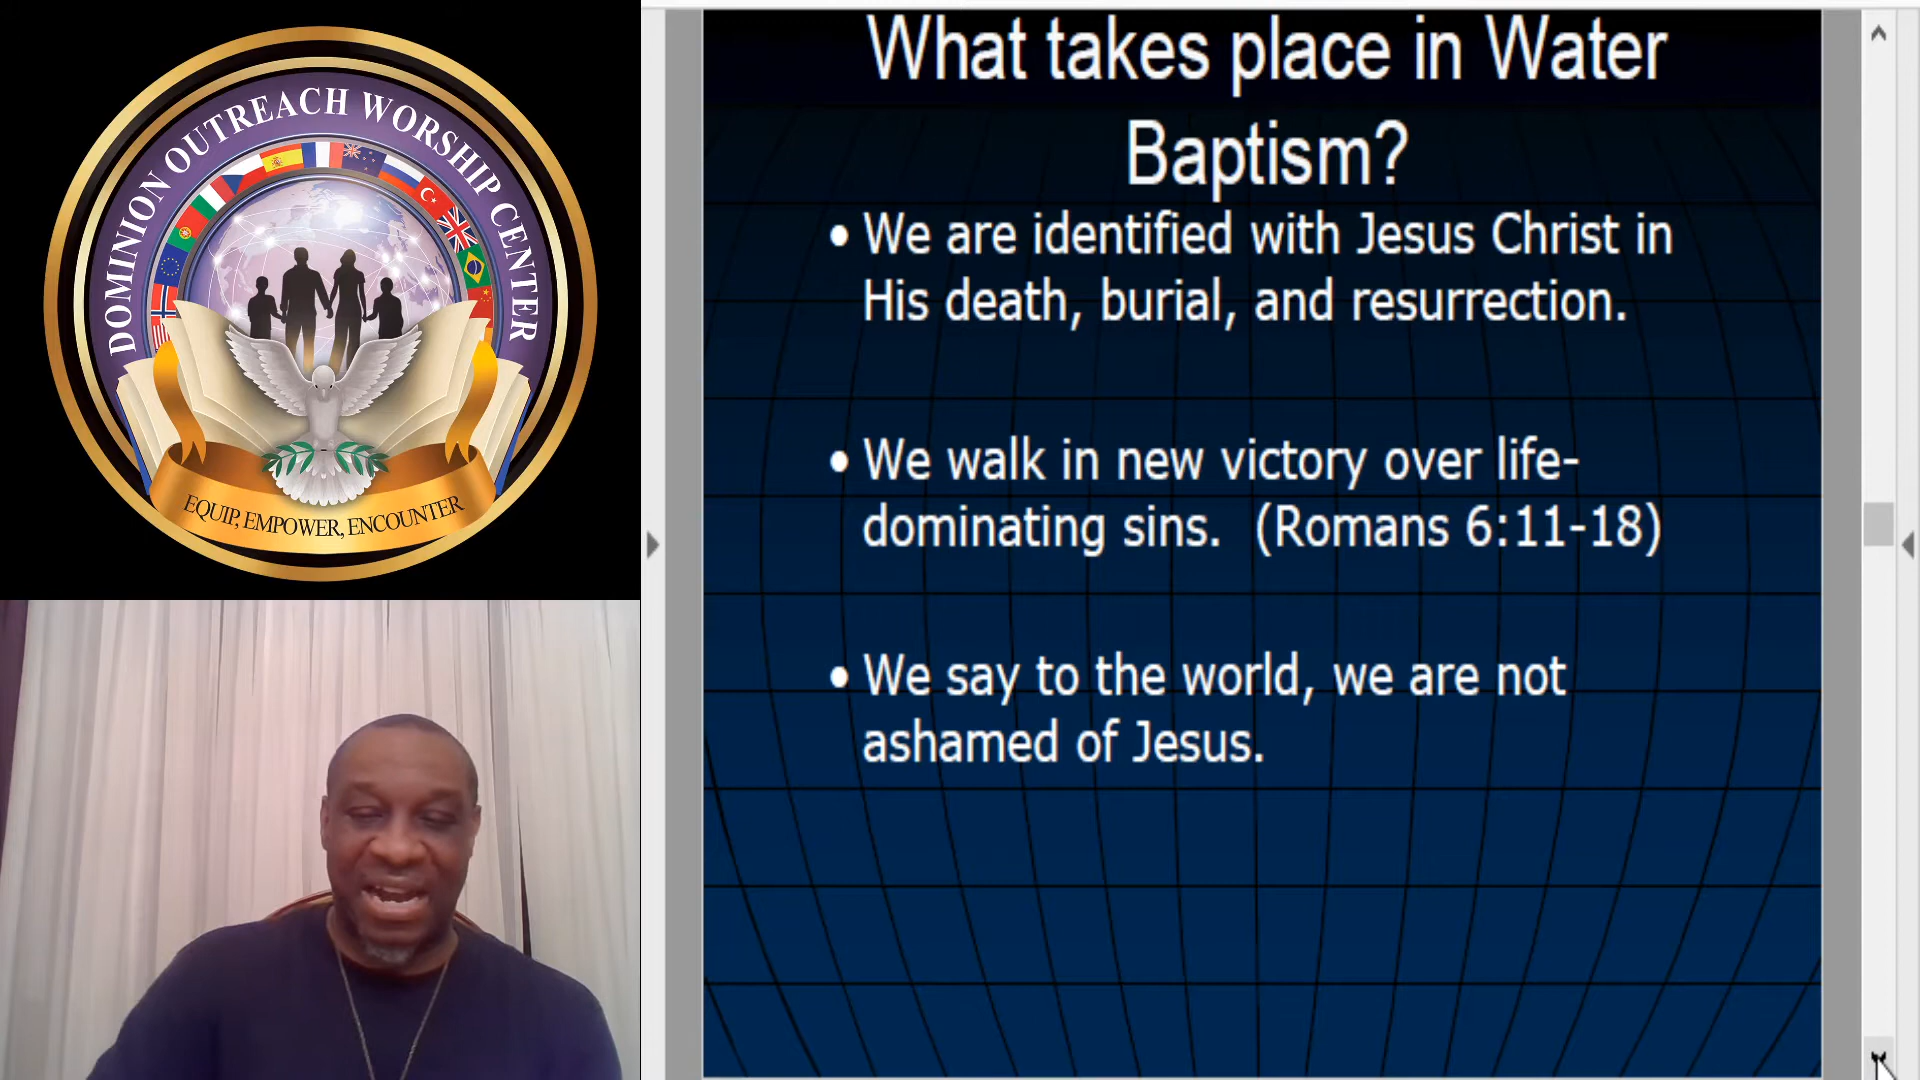 DOMINION OUTREACH WORSHIP CENTER
EQUIP, EMPOWER, ENCOUNTER
What takes place in Water
Baptism?
• We are identified with Jesus Christ in
His death, burial, and resurrection.
• We walk in new victory over life-
dominating sins. (Romans 6:11-18)
• We say to the world, we are not
ashamed of Jesus.